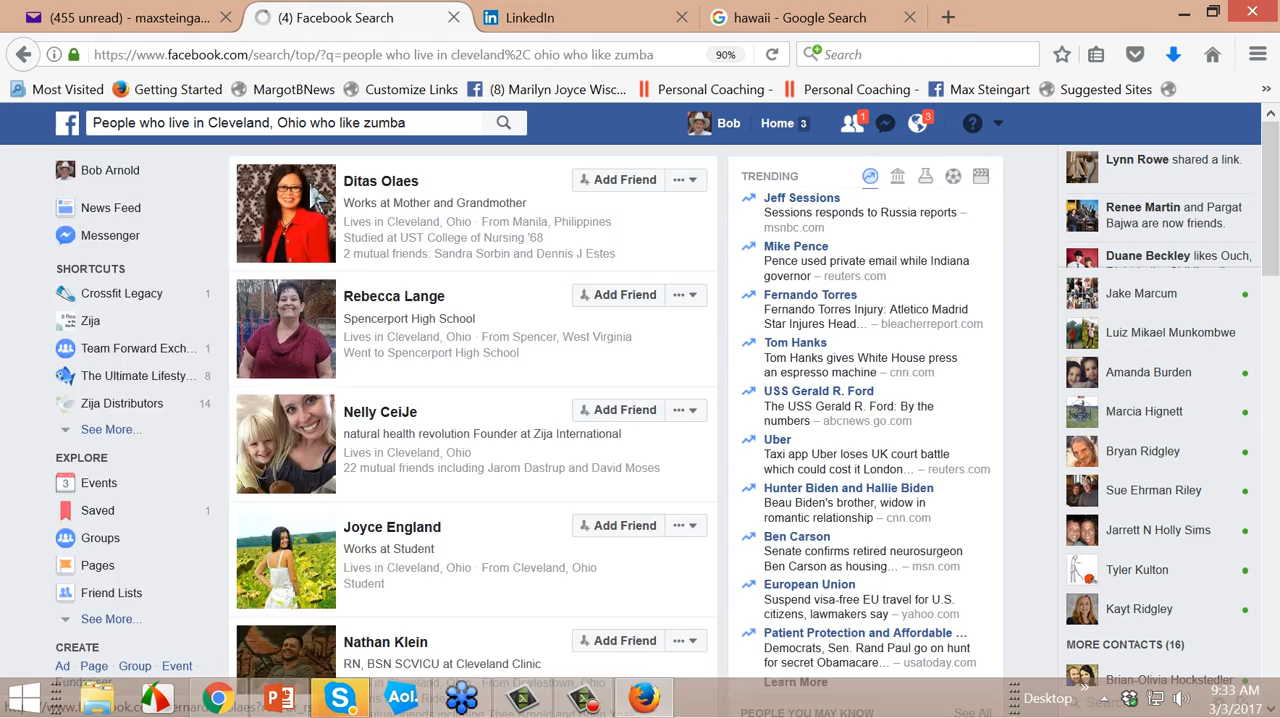 (455 unread) - maxsteinga...
(4) Facebook Search
LinkedIn
hawaii - Google Search
https://www.facebook.com/search/top/?q=people who live in cleveland%2C ohio who like zumba
90%
Search
Most Visited
Getting Started
MargotBNews
Customize Links
(8) Marilyn Joyce Wisc...
Personal Coaching -
Personal Coaching -
Max Steingart
Suggested Sites
People who live in Cleveland, Ohio who like zumba
Bob
Home 3
1
3
Bob Arnold
News Feed
Messenger
SHORTCUTS
Crossfit Legacy 1
Zija
Team Forward Exch... 1
The Ultimate Lifesty... 8
Zija Distributors 14
See More...
EXPLORE
3 Events
Saved 1
Groups
Pages
Friend Lists
See More...
CREATE
Ad · Page · Group · Event ·
Ditas Olaes
Works at Mother and Grandmother
Lives in Cleveland, Ohio · From Manila, Philippines
Studied at UST College of Nursing '68
2 mutual friends: Sandra Sorbin and Dennis J Estes
Add Friend
Rebecca Lange
Spencerport High School
Lives in Cleveland, Ohio · From Spencer, West Virginia
Went to Spencerport High School
Add Friend
Nelly CeiJe
natural health revolution Founder at Zija International
Lives in Cleveland, Ohio
22 mutual friends including Jarom Dastrup and David Moses
Add Friend
Joyce England
Works at Student
Lives in Cleveland, Ohio · From Cleveland, Ohio
Student
Add Friend
Nathan Klein
RN, BSN SCVICU at Cleveland Clinic
Add Friend
TRENDING
Jeff Sessions
Sessions responds to Russia reports –
msnbc.com
Mike Pence
Pence used private email while Indiana
governor – reuters.com
Fernando Torres
Fernando Torres Injury: Atletico Madrid
Star Injures Head... – bleacherreport.com
Tom Hanks
Tom Hanks gives White House press
an espresso machine – cnn.com
USS Gerald R. Ford
The USS Gerald R. Ford: By the
numbers – abcnews.go.com
Uber
Taxi app Uber loses UK court battle
which could cost it London... – reuters.com
Hunter Biden and Hallie Biden
Beau Biden's brother, widow in
romantic relationship – cnn.com
Ben Carson
Senate confirms retired neurosurgeon
Ben Carson as housing... – msn.com
European Union
Suspend visa-free EU travel for U.S.
citizens, lawmakers say – yahoo.com
Patient Protection and Affordable ...
Democrats, Sen. Rand Paul go on hunt
for secret Obamacare... – usatoday.com
Learn More
PEOPLE YOU MAY KNOW See All
Lynn Rowe shared a link.
Renee Martin and Pargat
Bajwa are now friends.
Duane Beckley likes Ouch,
Jake Marcum
Luiz Mikael Munkombwe
Amanda Burden
Marcia Hignett
Bryan Ridgley
Sue Ehrman Riley
Jarrett N Holly Sims
Tyler Kulton
Kayt Ridgley
MORE CONTACTS (16)
Brian-Olivia Hockstedler
Search
Aol.
Desktop
9:33 AM
3/3/2017